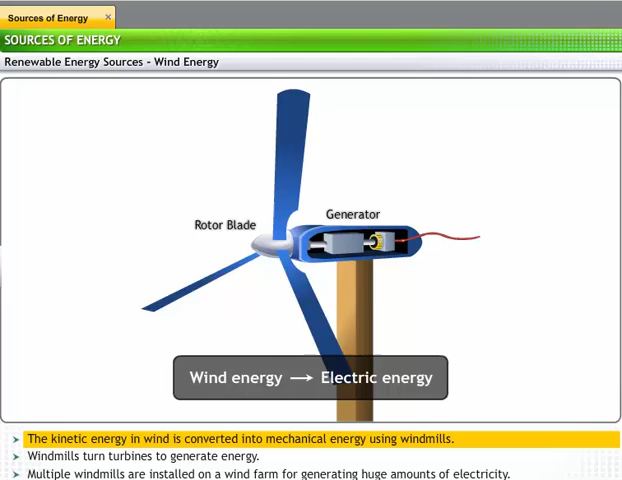 Sources of Energy
SOURCES OF ENERGY
Renewable Energy Sources - Wind Energy
Generator
Rotor Blade
Wind energy → Electric energy
The kinetic energy in wind is converted into mechanical energy using windmills.
Windmills turn turbines to generate energy.
Multiple windmills are installed on a wind farm for generating huge amounts of electricity.